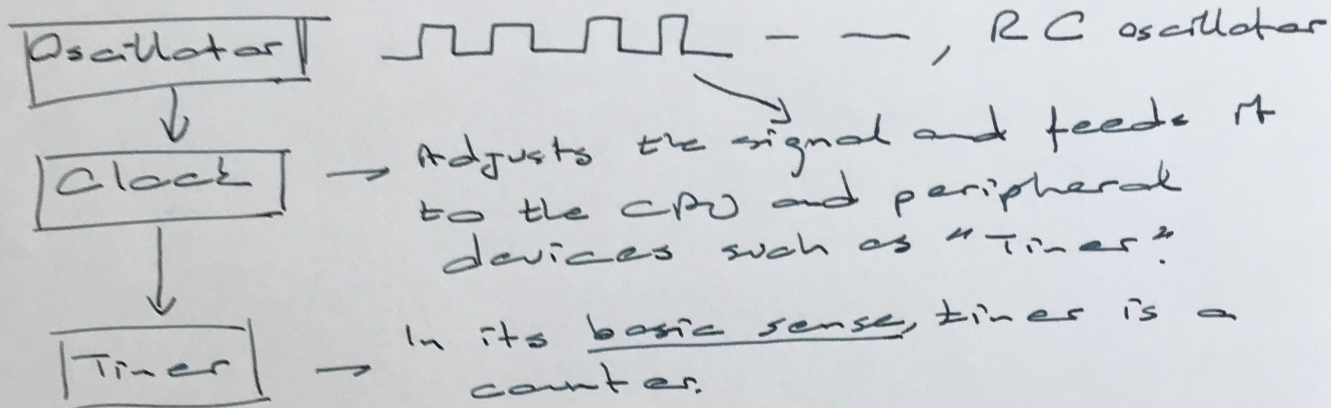 Oscillator , RC oscillator
Clock Adjusts the signal and feeds it
to the CPU and peripheral
devices such as "Timer".
In its basic sense, timer is a
Timer counter.